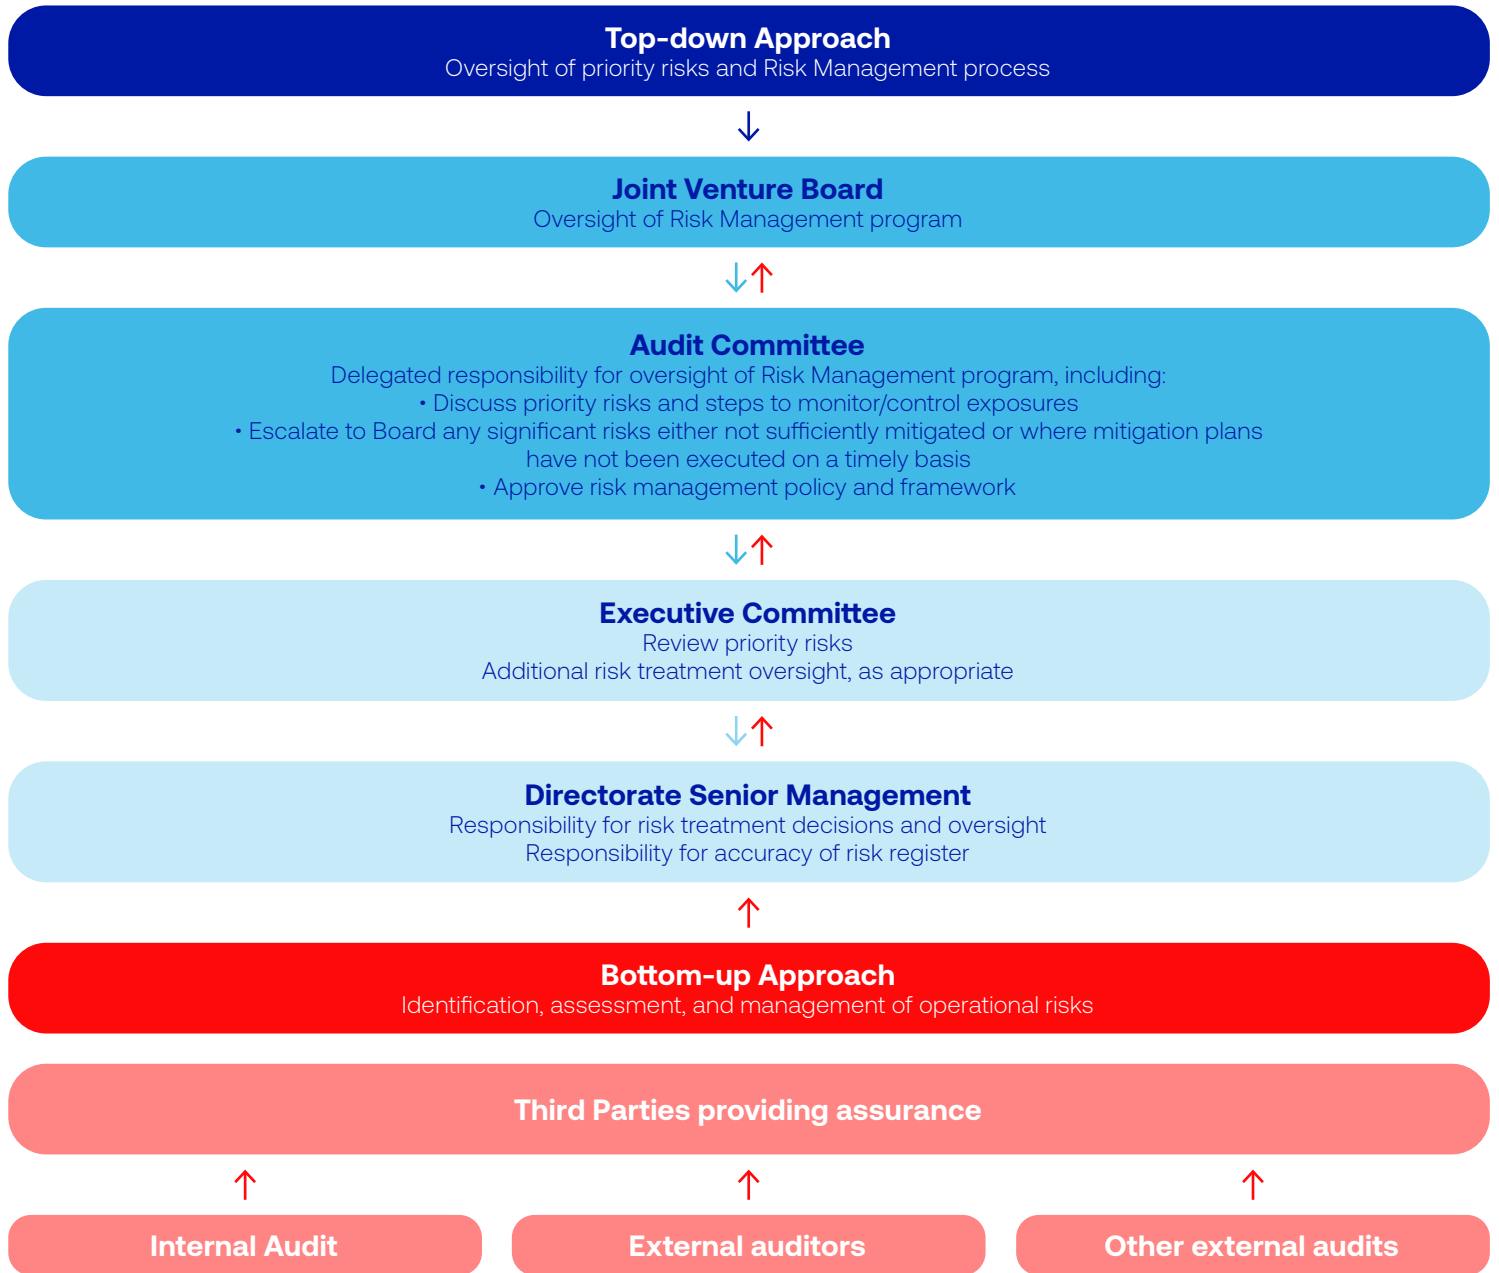 Top-down Approach
Oversight of priority risks and Risk Management process
Joint Venture Board
Oversight of Risk Management program
Audit Committee
Delegated responsibility for oversight of Risk Management program, including:
• Discuss priority risks and steps to monitor/control exposures
• Escalate to Board any significant risks either not sufficiently mitigated or where mitigation plans
have not been executed on a timely basis
• Approve risk management policy and framework
Executive Committee
Review priority risks
Additional risk treatment oversight, as appropriate
Directorate Senior Management
Responsibility for risk treatment decisions and oversight
Responsibility for accuracy of risk register
Bottom-up Approach
Identification, assessment, and management of operational risks
Third Parties providing assurance
Internal Audit
External auditors
Other external audits